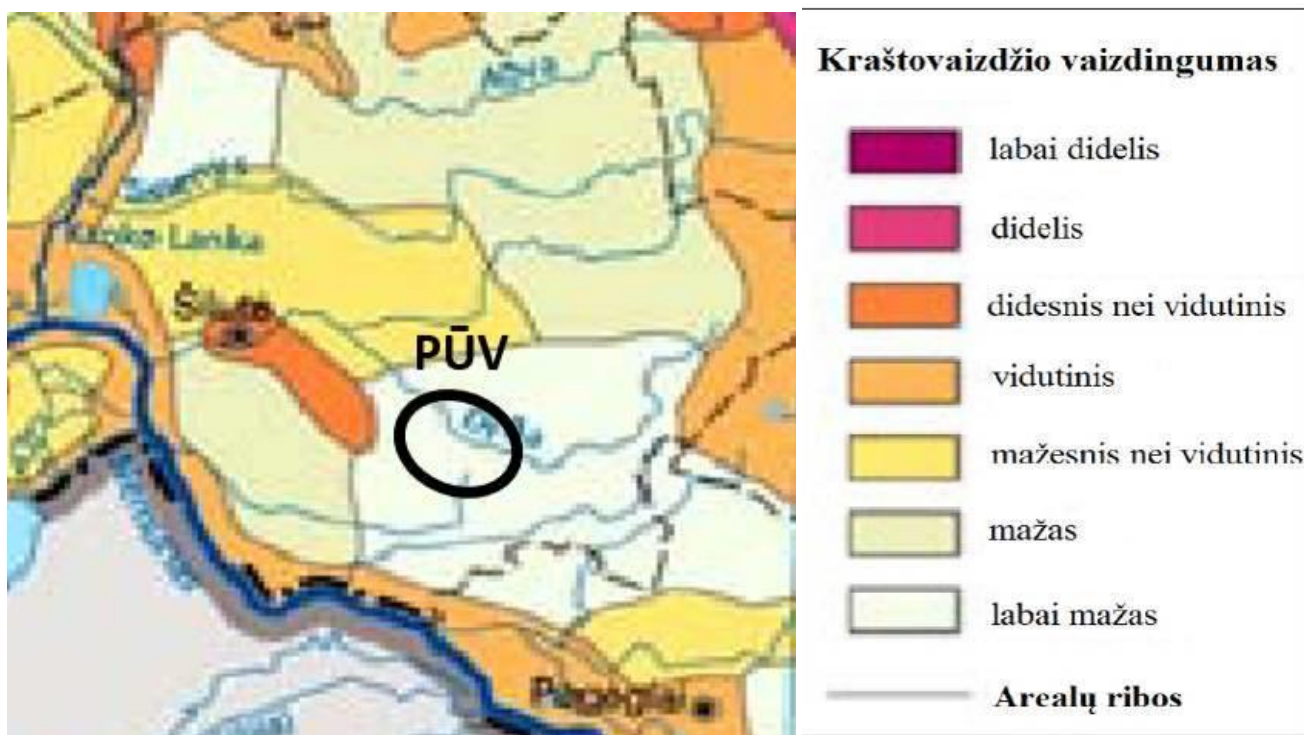 Šilutė
PŪV
Pagėgiai
Kraštovaizdžio vaizdingumas
labai didelis
didelis
didesnis nei vidutinis
vidutinis
mažesnis nei vidutinis
mažas
labai mažas
Arealų ribos